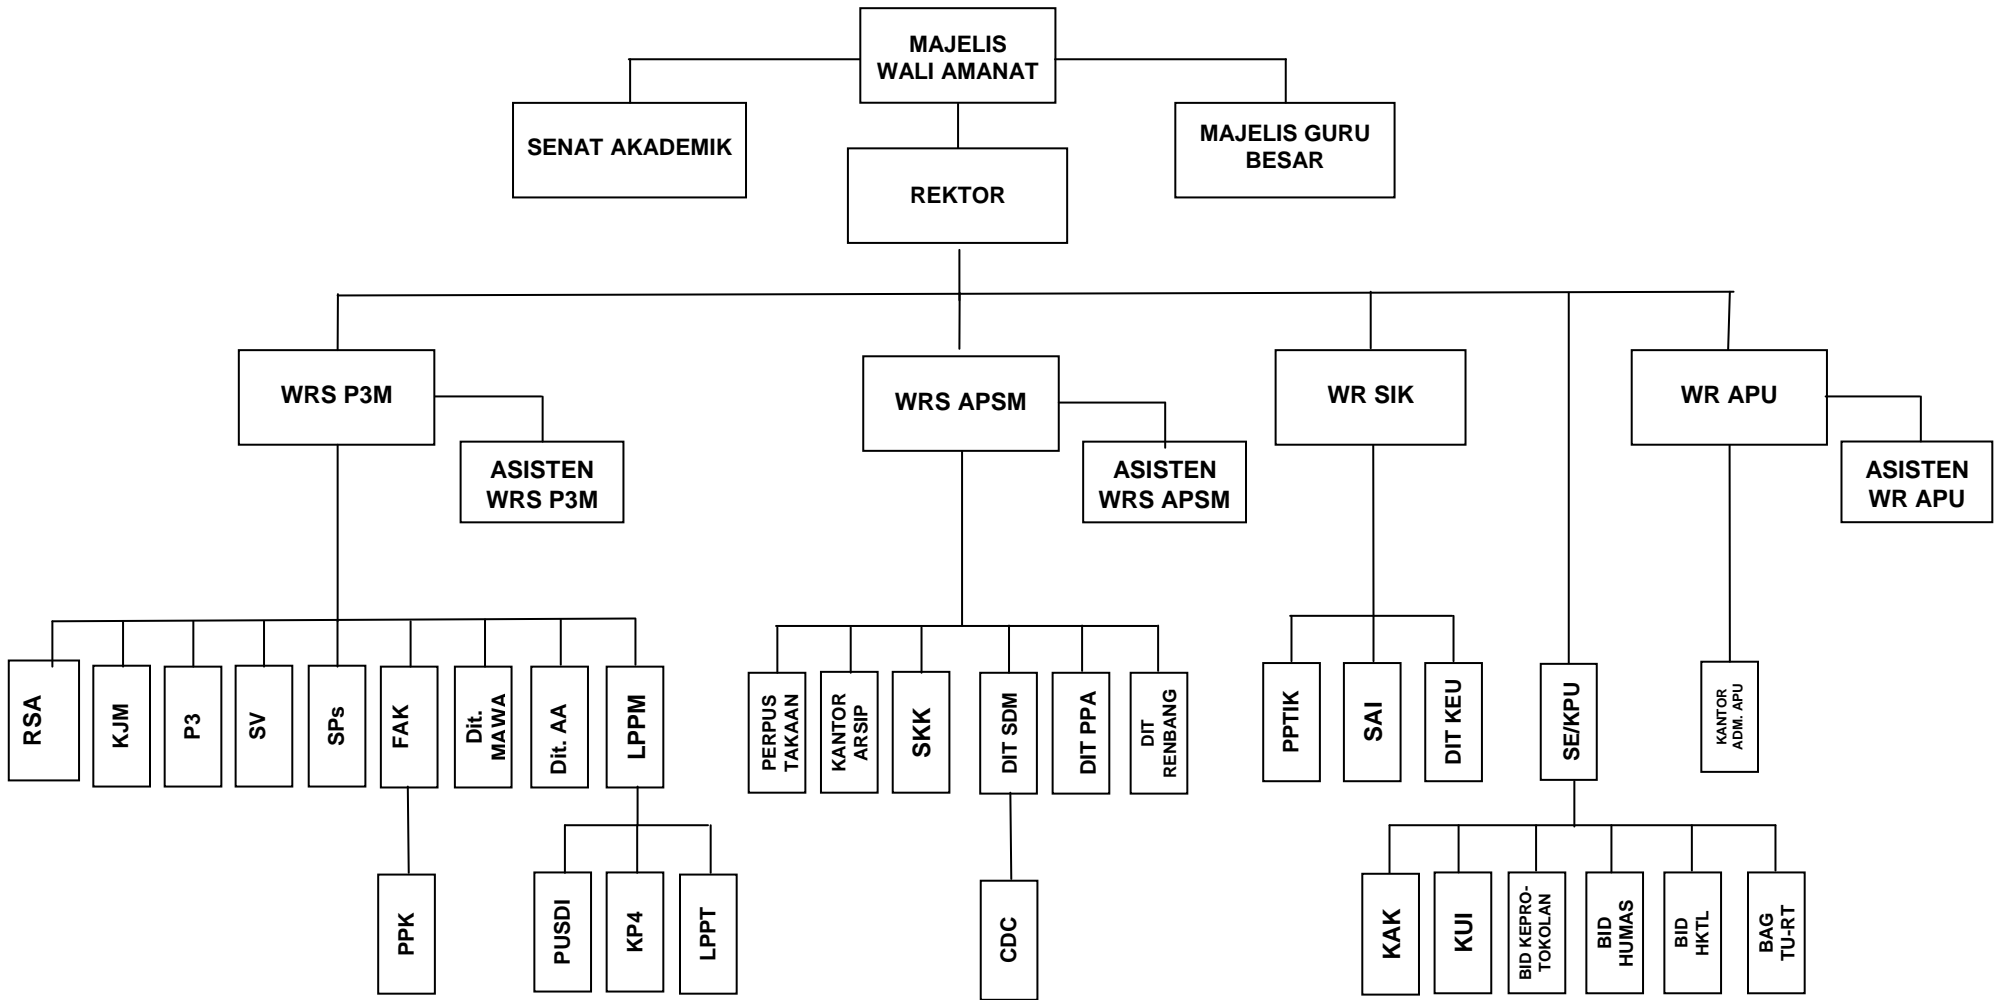 MAJELIS
WALI AMANAT
SENAT AKADEMIK
MAJELIS GURU
BESAR
REKTOR
WRS P3M
WRS APSM
WR SIK
WR APU
ASISTEN
WRS P3M
ASISTEN
WRS APSM
ASISTEN
WR APU
RSA
KJM
P3
SV
SPs
FAK
Dit.
MAWA
Dit. AA
LPPM
PERPUS
TAKAAN
KANTOR
ARSIP
SKK
DIT SDM
DIT PPA
DIT
RENBANG
PPTIK
SAI
DIT KEU
SE/KPU
KANTOR
ADM. APU
PPK
PUSDI
KP4
LPPT
CDC
KAK
KUI
BID KEPRO-
TOKOLAN
BID
HUMAS
BID
HKTL
BAG
TU-RT